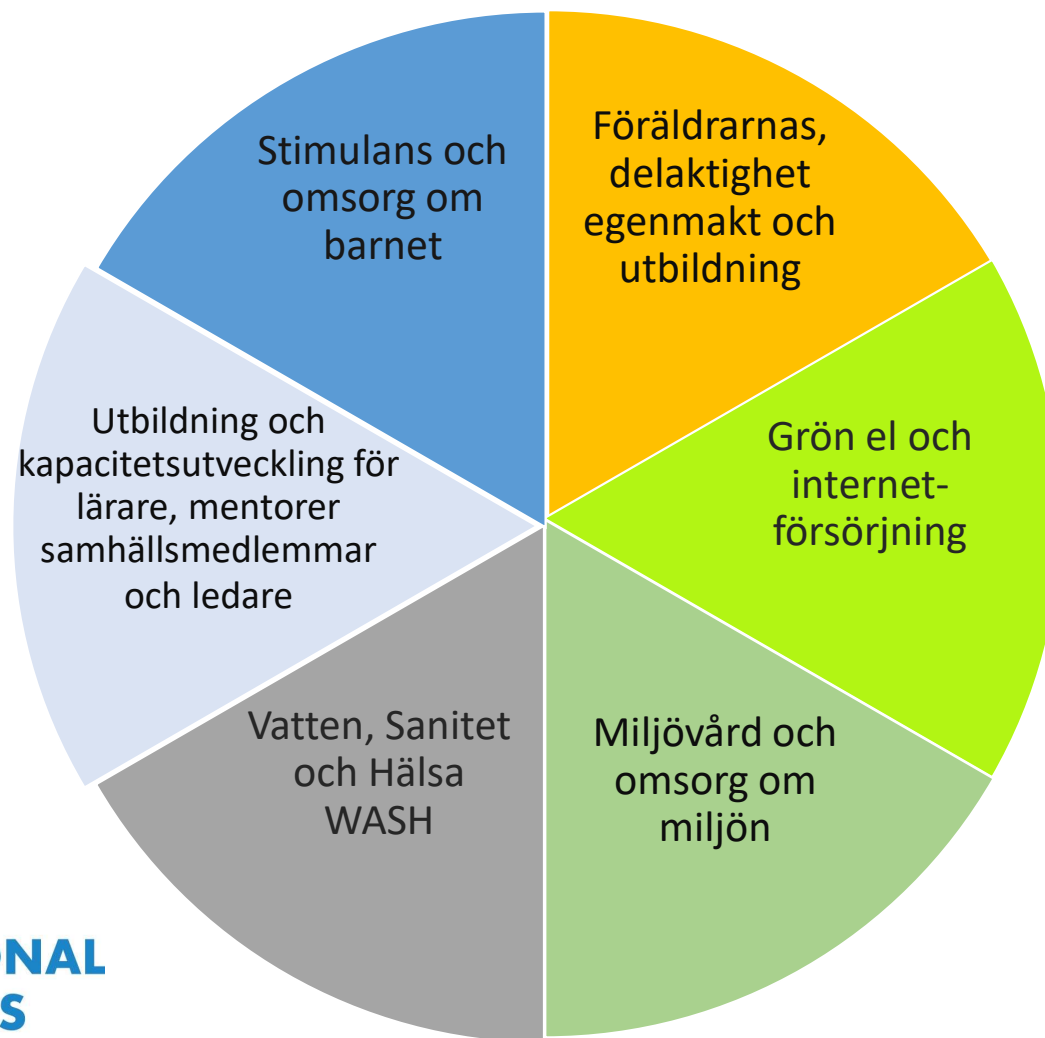 Stimulans och
omsorg om
barnet
Föräldrarnas,
delaktighet
egenmakt och
utbildning
Grön el och
internet-
försörjning
Miljövård och
omsorg om
miljön
Vatten, Sanitet
och Hälsa
WASH
Utbildning och
kapacitetsutveckling för
lärare, mentorer
samhällsmedlemmar
och ledare